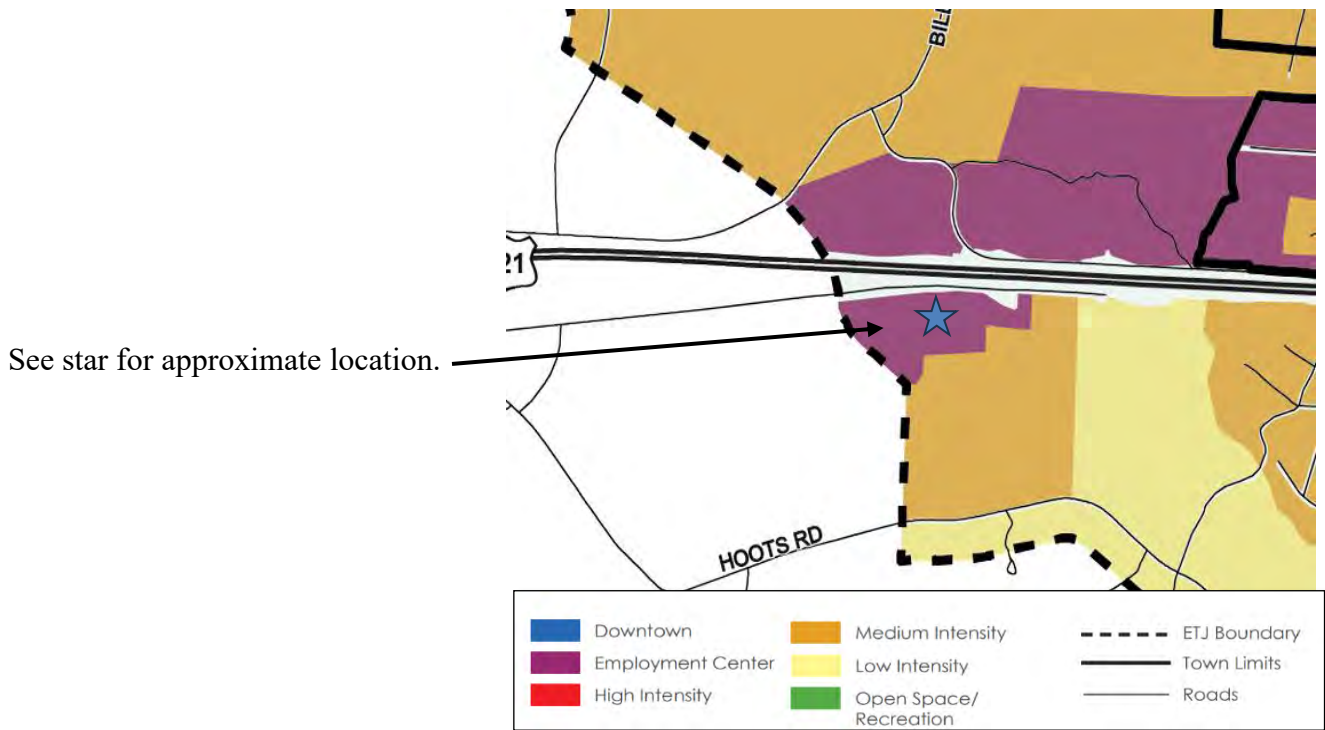 BILL
21
See star for approximate location.
HOOTS RD
Downtown
Employment Center
High Intensity
Medium Intensity
Low Intensity
Open Space/
Recreation
ETJ Boundary
Town Limits
Roads